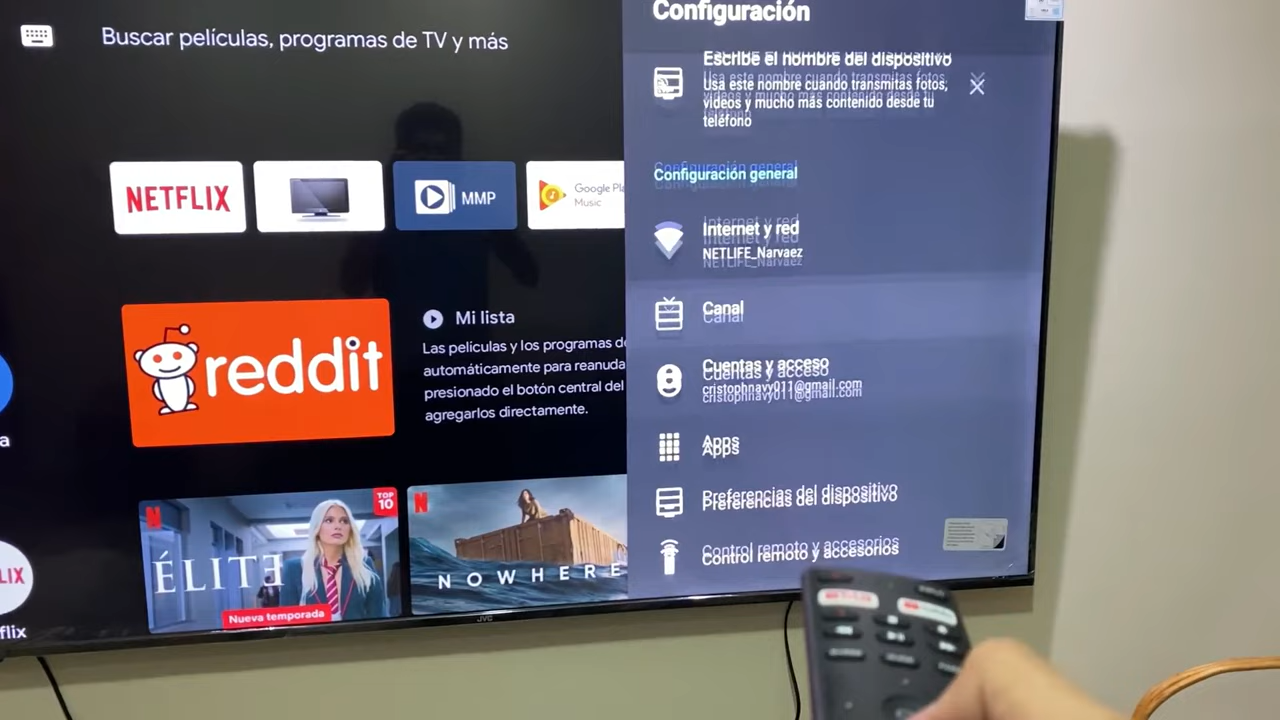 Buscar películas, programas de TV y más
NETFLIX
MMP
Google Pla
Music
reddit
Mi lista
Las películas y los programas de
automáticamente para reanuda
presionado el botón central del
agregarlos directamente.
a
LIX
flix
TOP
10
N
ÉLITE
Nueva temporada
N
NOWHERE
JVC
Configuración
Escribe el nombre del dispositivo
Usa este nombre cuando transmitas fotos,
videos y mucho más contenido desde tu
teléfono
Configuración general
Internet y red
NETLIFE_Narvaez
Canal
Cuentas y acceso
cristophnavy011@gmail.com
Apps
Preferencias del dispositivo
Control remoto y accesorios